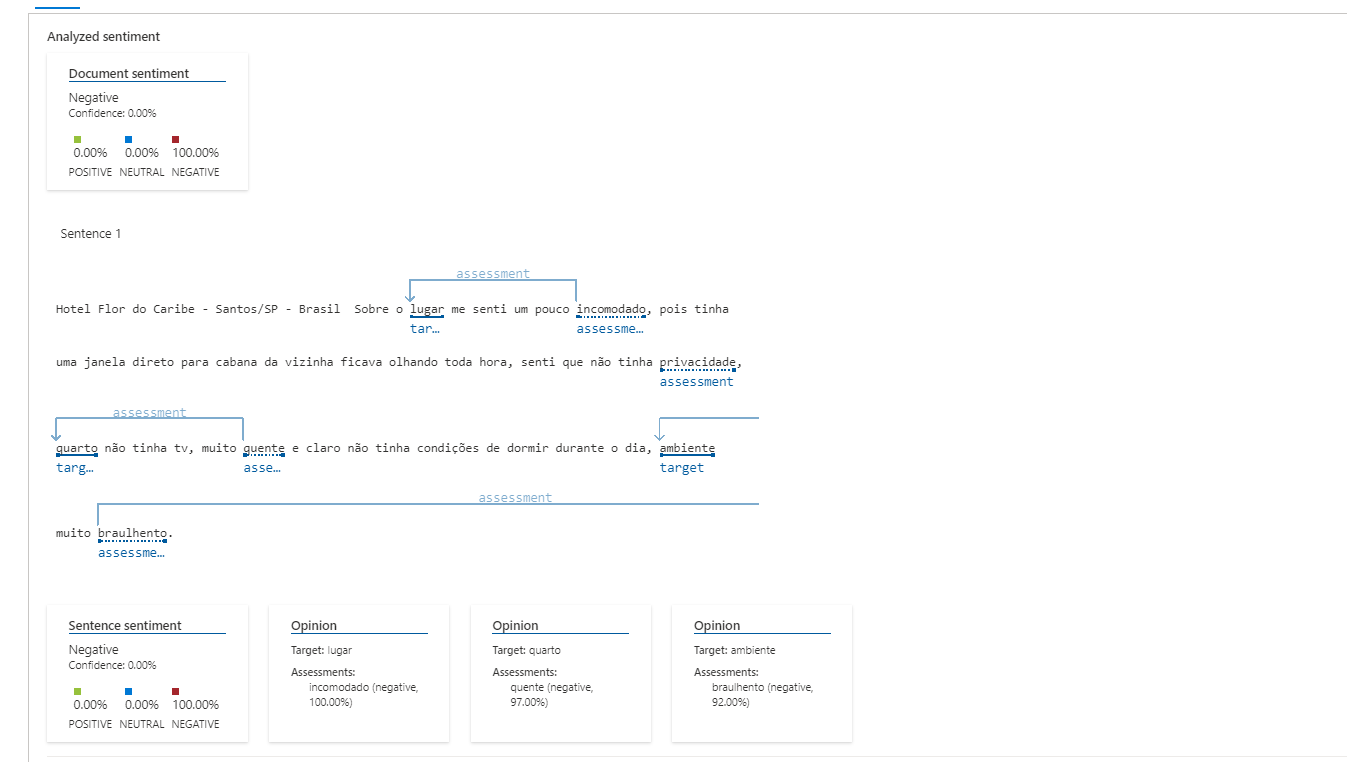 Analyzed sentiment
Document sentiment
Negative
Confidence: 0.00%
0.00% 0.00% 100.00%
POSITIVE NEUTRAL NEGATIVE
Sentence 1
assessment
Hotel Flor do Caribe - Santos/SP - Brasil  Sobre o lugar me senti um pouco incomodado, pois tinha
tar… assessme…
uma janela direto para cabana da vizinha ficava olhando toda hora, senti que não tinha privacidade,
assessment
assessment
quarto não tinha tv, muito quente e claro não tinha condições de dormir durante o dia, ambiente
targ… asse… target
assessment
muito braulhento.
assessme…
Sentence sentiment
Negative
Confidence: 0.00%
0.00% 0.00% 100.00%
POSITIVE NEUTRAL NEGATIVE
Opinion
Target: lugar
Assessments:
incomodado (negative,
100.00%)
Opinion
Target: quarto
Assessments:
quente (negative,
97.00%)
Opinion
Target: ambiente
Assessments:
braulhento (negative,
92.00%)